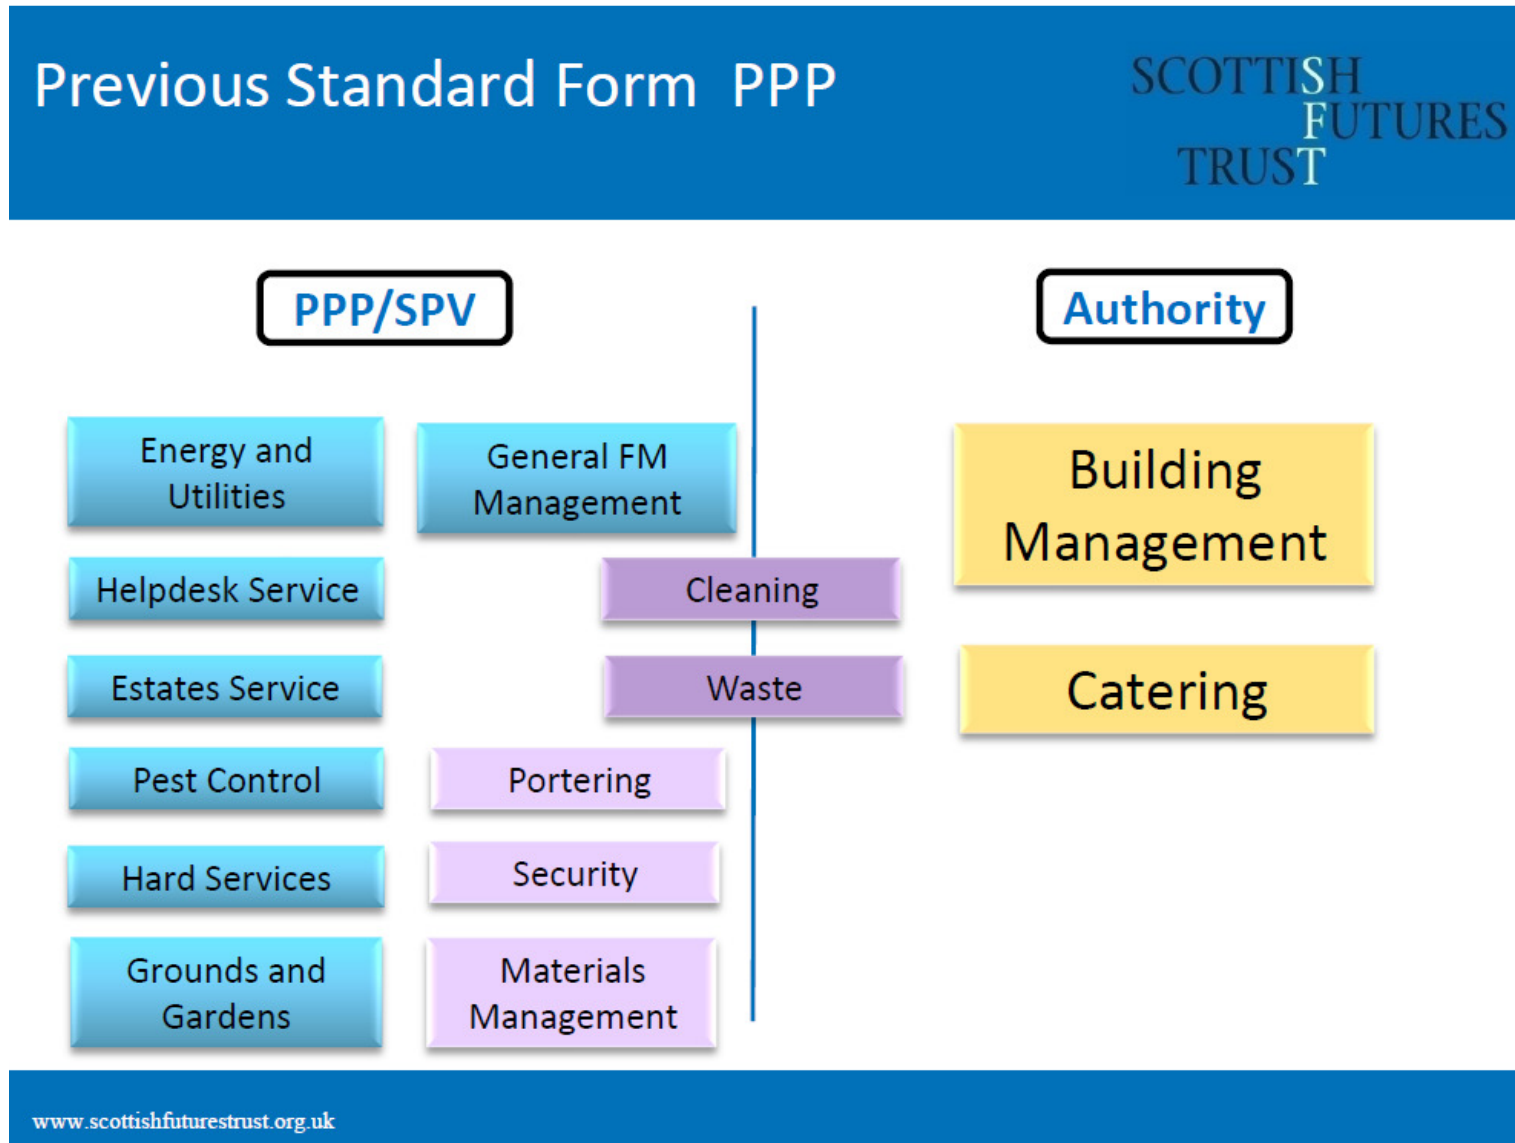 Previous Standard Form PPP
SCOTTISH
FUTURES
TRUST
PPP/SPV
Authority
Energy and
Utilities
General FM
Management
Building
Management
Helpdesk Service
Cleaning
Estates Service
Waste
Catering
Pest Control
Portering
Hard Services
Security
Grounds and
Gardens
Materials
Management
www.scottishfuturestrust.org.uk